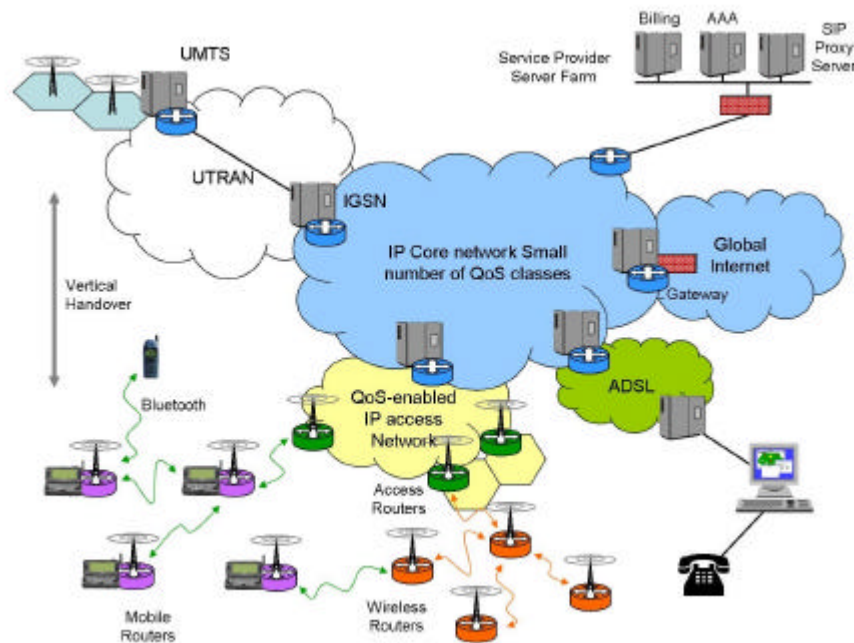 Billing
AAA
SIP
Proxy
Server
Service Provider
Server Farm
UMTS
UTRAN
IGSN
IP Core network Small
number of QoS classes
Global
Internet
Gateway
Vertical
Handover
Bluetooth
QoS-enabled
IP access
Network
ADSL
Access
Routers
Mobile
Routers
Wireless
Routers